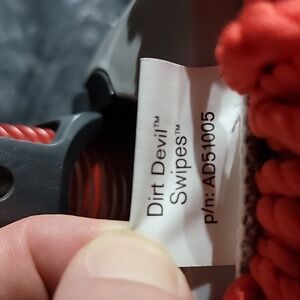 Dirt Devil™
Swipes™
p/n: AD51005